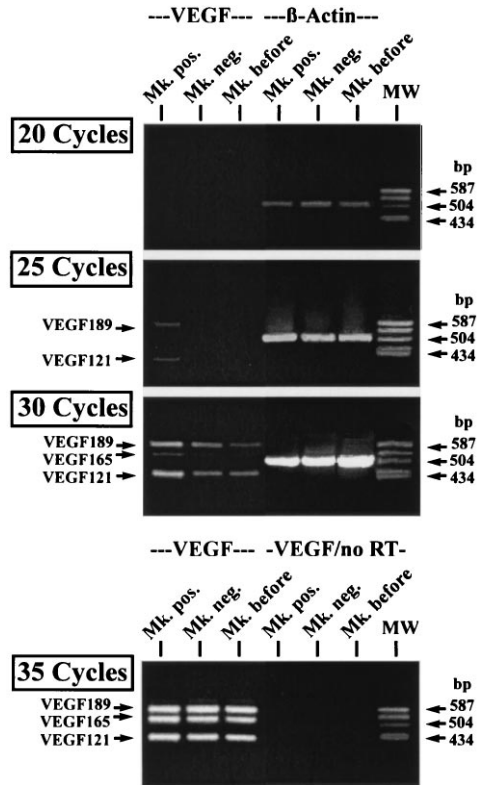 ---VEGF--- ---ß-Actin---
Mk. pos. Mk. neg. Mk. before Mk. pos. Mk. neg. Mk. before MW
20 Cycles
bp
587
504
434
25 Cycles
VEGF189
VEGF121
587
504
434
30 Cycles
VEGF189
VEGF165
VEGF121
587
504
434
---VEGF--- -VEGF/no RT-
Mk. pos. Mk. neg. Mk. before Mk. pos. Mk. neg. Mk. before MW
35 Cycles
bp
VEGF189
VEGF165
VEGF121
587
504
434